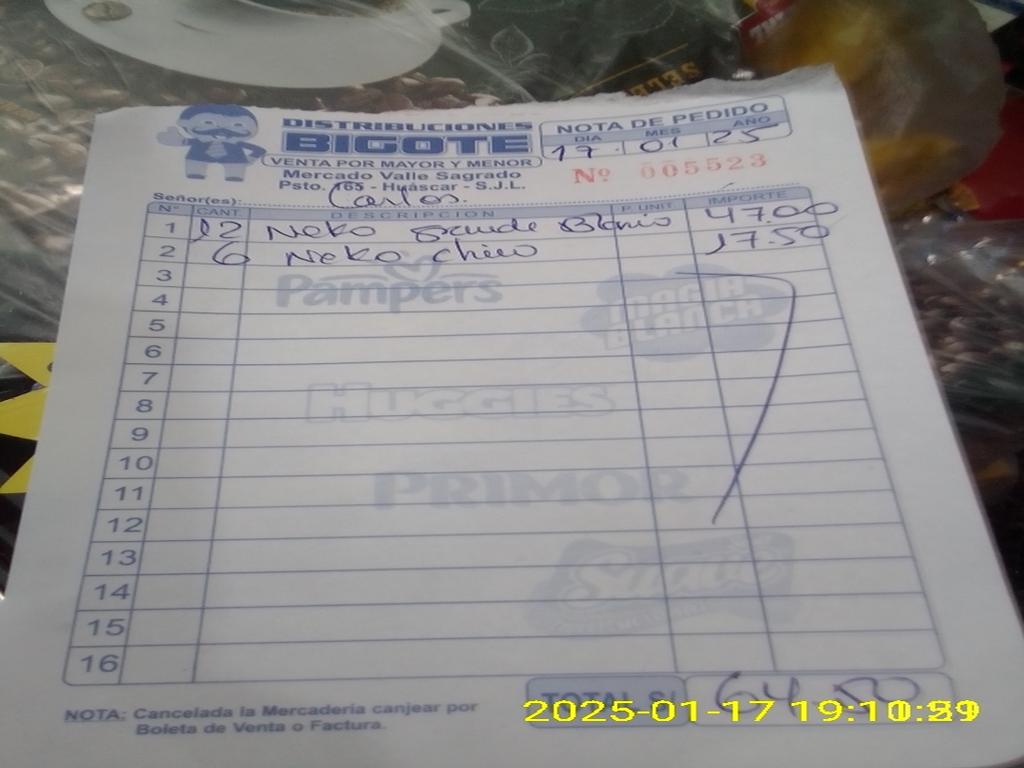 DISTRIBUCIONES
BIGOTE
VENTA POR MAYOR Y MENOR
Mercado Valle Sagrado
Psto. 165 - Huáscar - S.J.L.
NOTA DE PEDIDO
DIA MES AÑO
17 01 25
Nº 005523
Señor(es): Carlos.
Nº CANT. DESCRIPCION P. UNIT. IMPORTE
1 12 Neko grande Blanco 47.00
2 6 Neko chico 17.50
3
Pampers
MAGIA
4
BLANCA
5
6
7
8 HUGGIES
9
10
11 PRIMOR
12
13
14 Suave
15
16
TOTAL S/ 64.50
NOTA: Cancelada la Mercadería canjear por
Boleta de Venta o Factura.
2025-01-17 19:10: